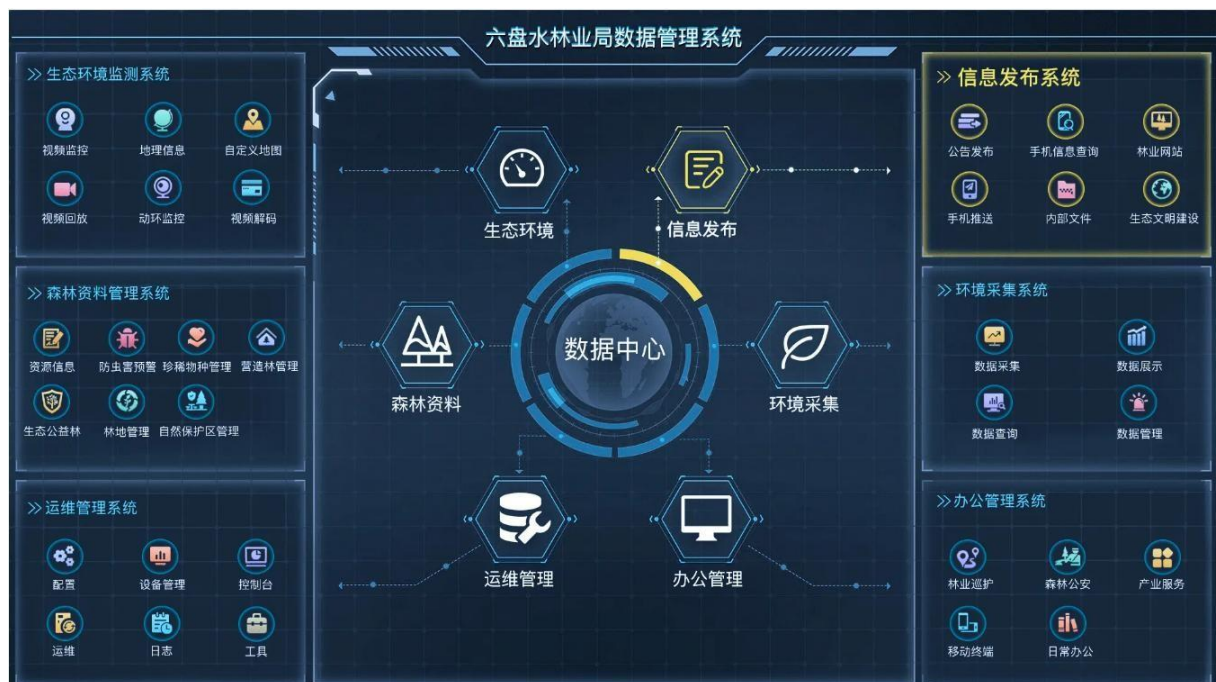 六盘水林业局数据管理系统
生态环境监测系统
视频监控 地理信息 自定义地图
视频回放 动环监控 视频解码
森林资料管理系统
资源信息 防虫害预警 珍稀物种管理 营造林管理
生态公益林 林地管理 自然保护区管理
运维管理系统
配置 设备管理 控制台
运维 日志 工具
生态环境 信息发布
森林资料 数据中心 环境采集
运维管理 办公管理
信息发布系统
公告发布 手机信息查询 林业网站
手机推送 内部文件 生态文明建设
环境采集系统
数据采集 数据展示
数据查询 数据管理
办公管理系统
林业巡护 森林公安 产业服务
移动终端 日常办公